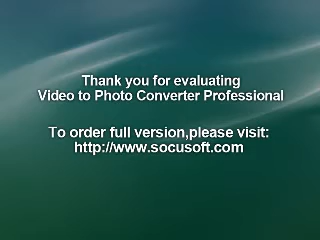 Thank you for evaluating
Video to Photo Converter Professional
To order full version,please visit:
http://www.socusoft.com